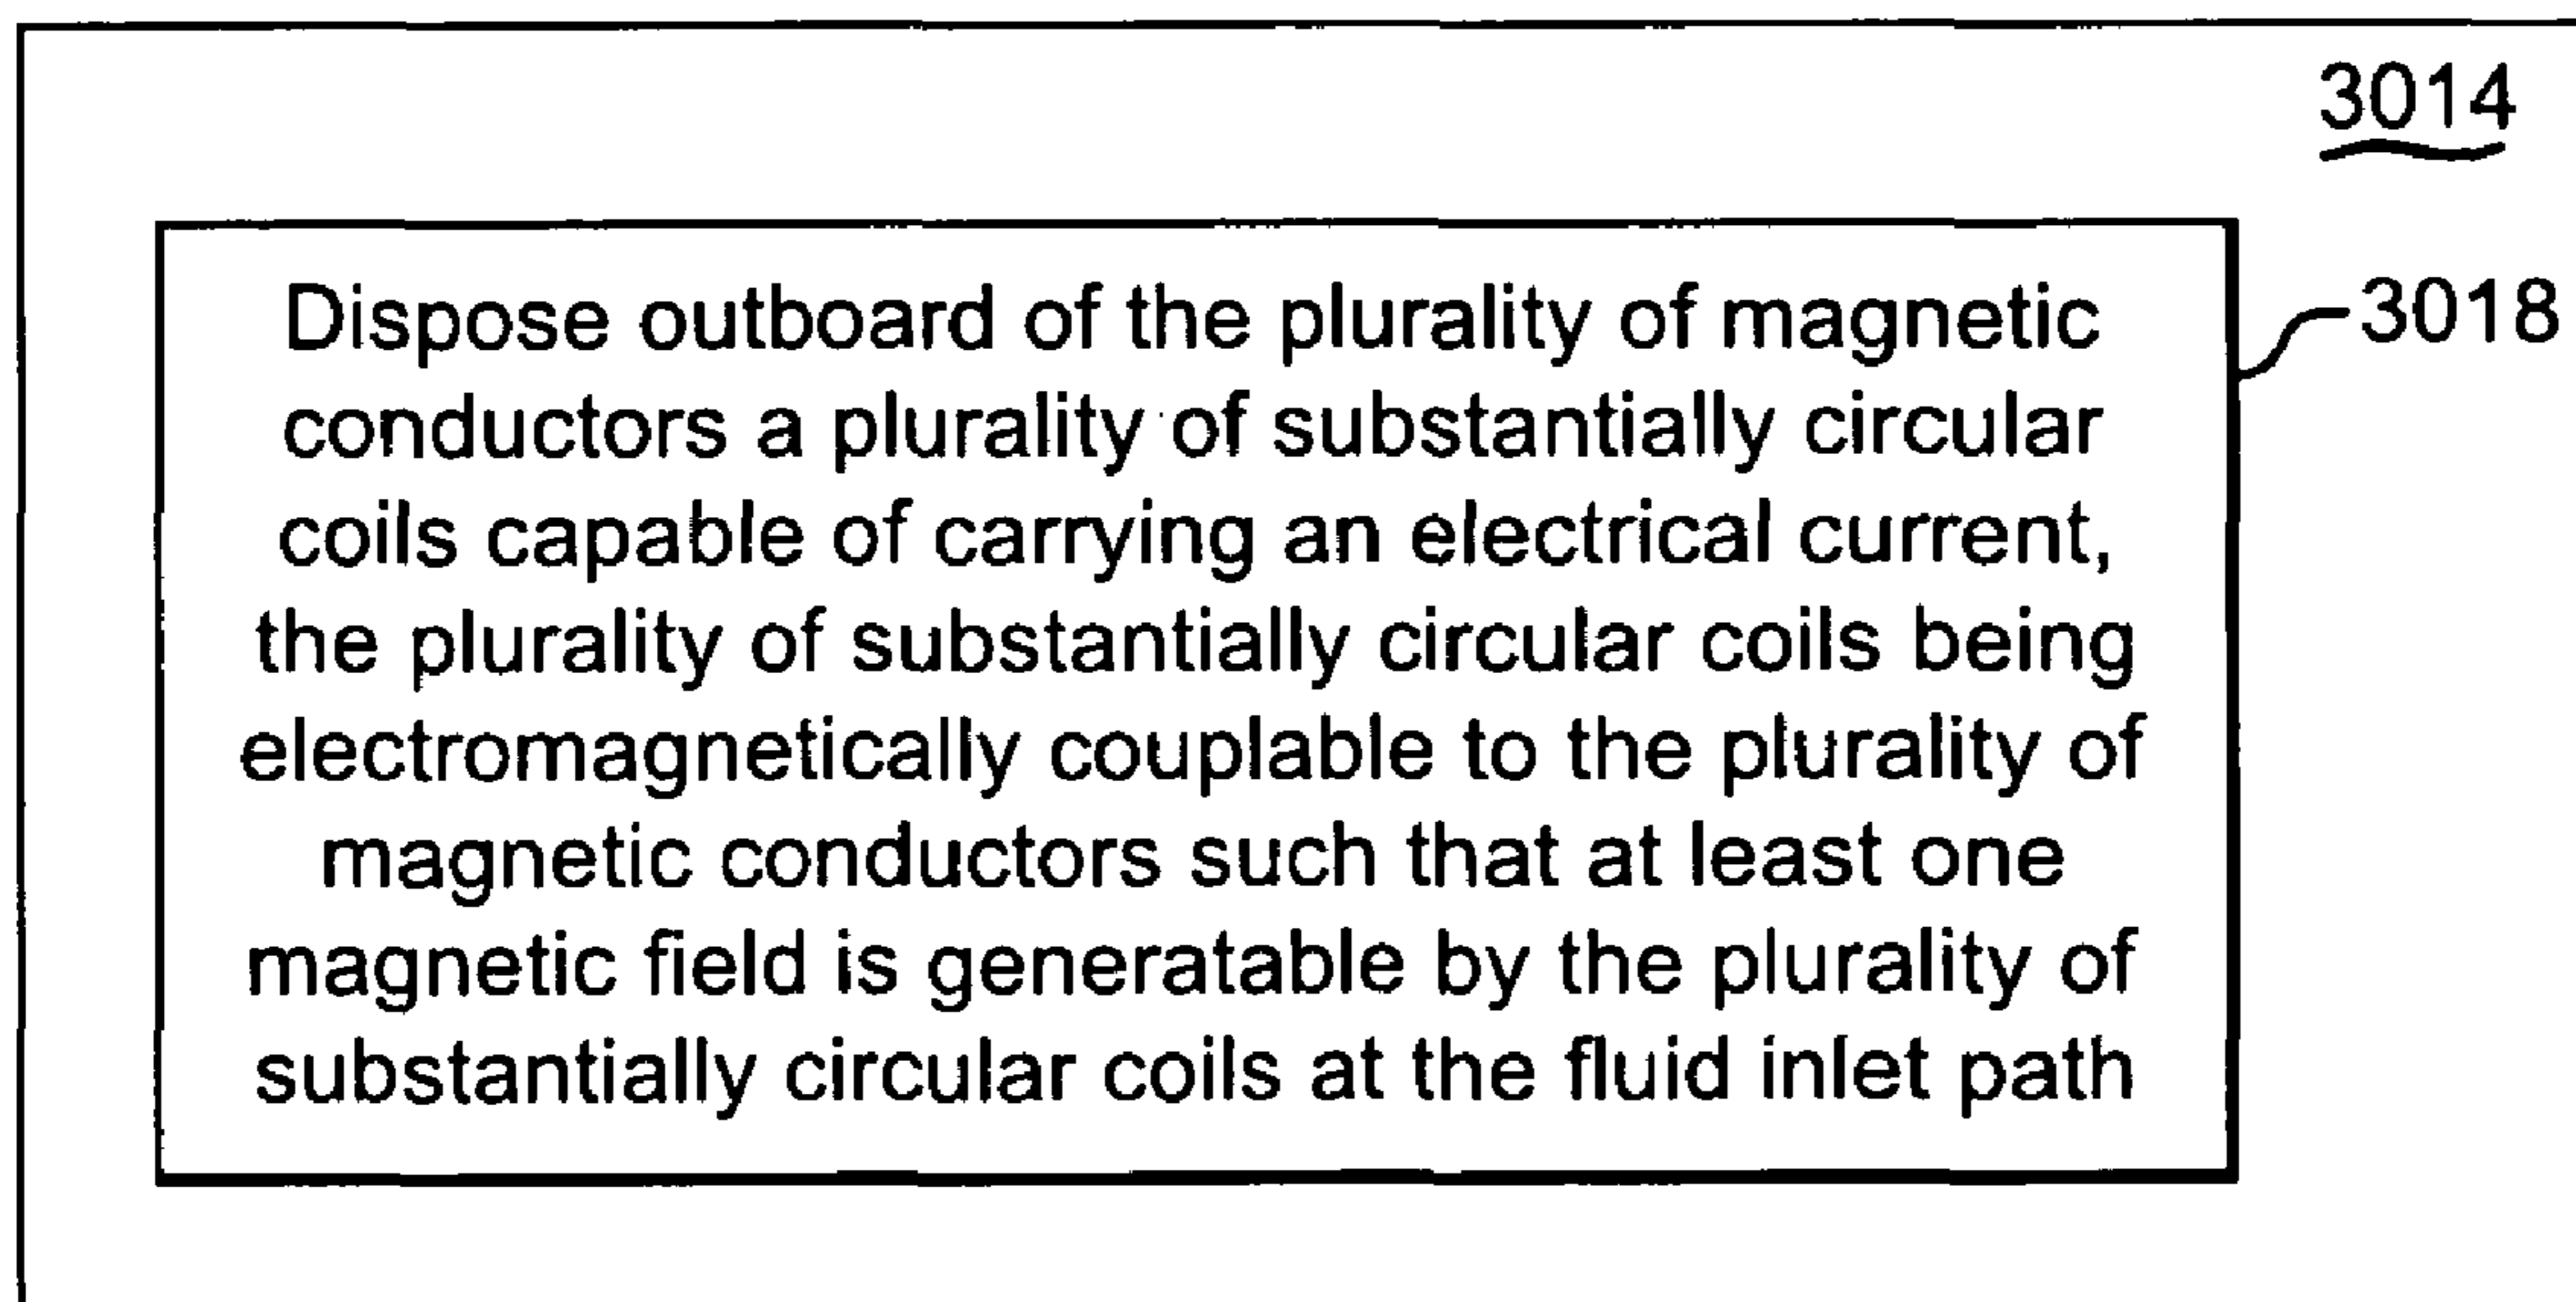 3014
Dispose outboard of the plurality of magnetic
conductors a plurality of substantially circular
coils capable of carrying an electrical current,
the plurality of substantially circular coils being
electromagnetically couplable to the plurality of
magnetic conductors such that at least one
magnetic field is generatable by the plurality of
substantially circular coils at the fluid inlet path
3018